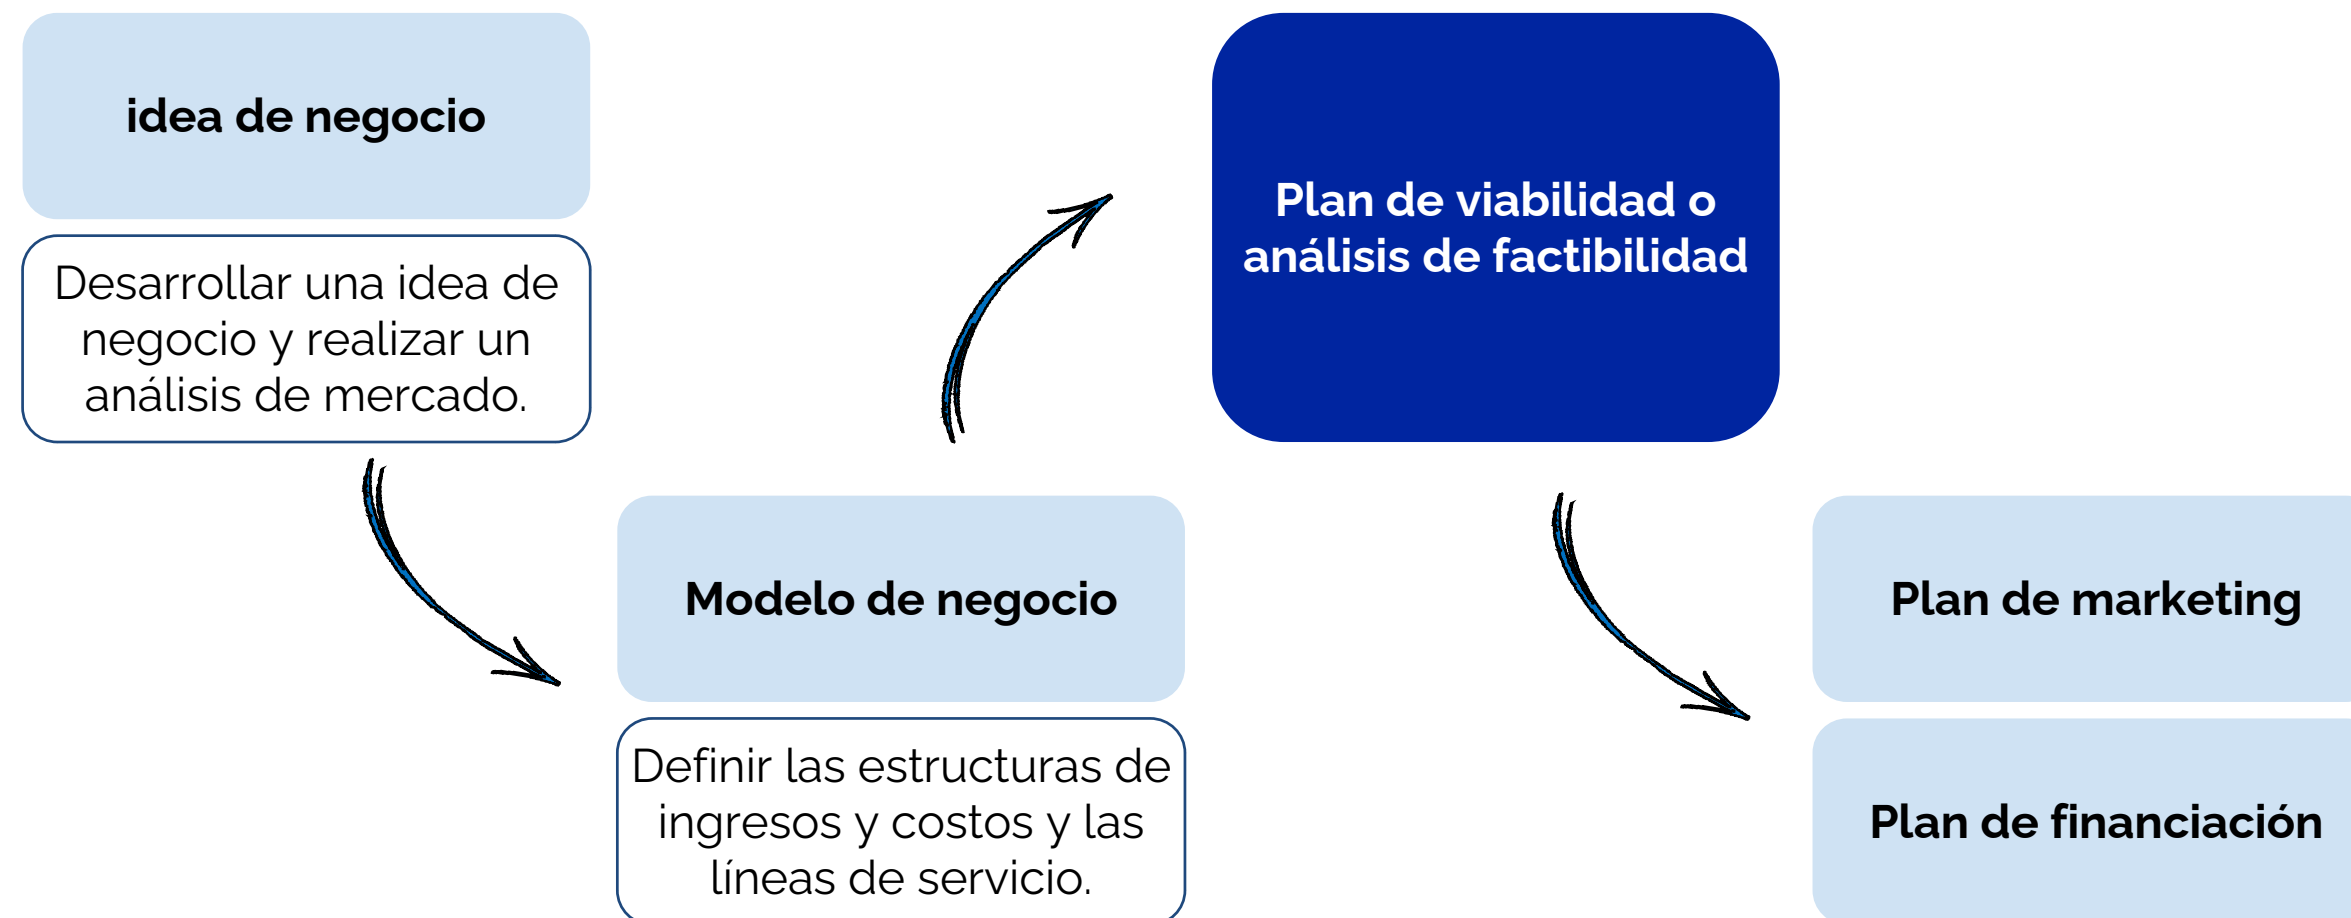 idea de negocio
Desarrollar una idea de
negocio y realizar un
análisis de mercado.
Modelo de negocio
Definir las estructuras de
ingresos y costos y las
líneas de servicio.
Plan de viabilidad o
análisis de factibilidad
Plan de marketing
Plan de financiación